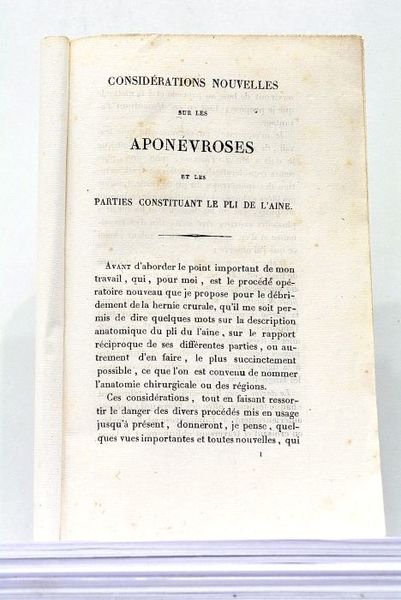 CONSIDÉRATIONS NOUVELLES
SUR LES
APONÉVROSES
ET LES
PARTIES CONSTITUANT LE PLI DE L'AINE.
AVANT d'aborder le point important de mon
travail, qui, pour moi, est le procédé opé-
ratoire nouveau que je propose pour le débri-
dement de la hernie crurale, qu'il me soit per-
mis de dire quelques mots sur la description
anatomique du pli du l'aine, sur le rapport
réciproque de ses différentes parties, ou au-
trement d'en faire, le plus succinctement
possible, ce que l'on est convenu de nommer
l'anatomie chirurgicale ou des régions.
Ces considérations, tout en faisant ressor-
tir le danger des divers procédés mis en usage
jusqu'à présent, donneront, je pense, quel-
ques vues importantes et toutes nouvelles, qui
1